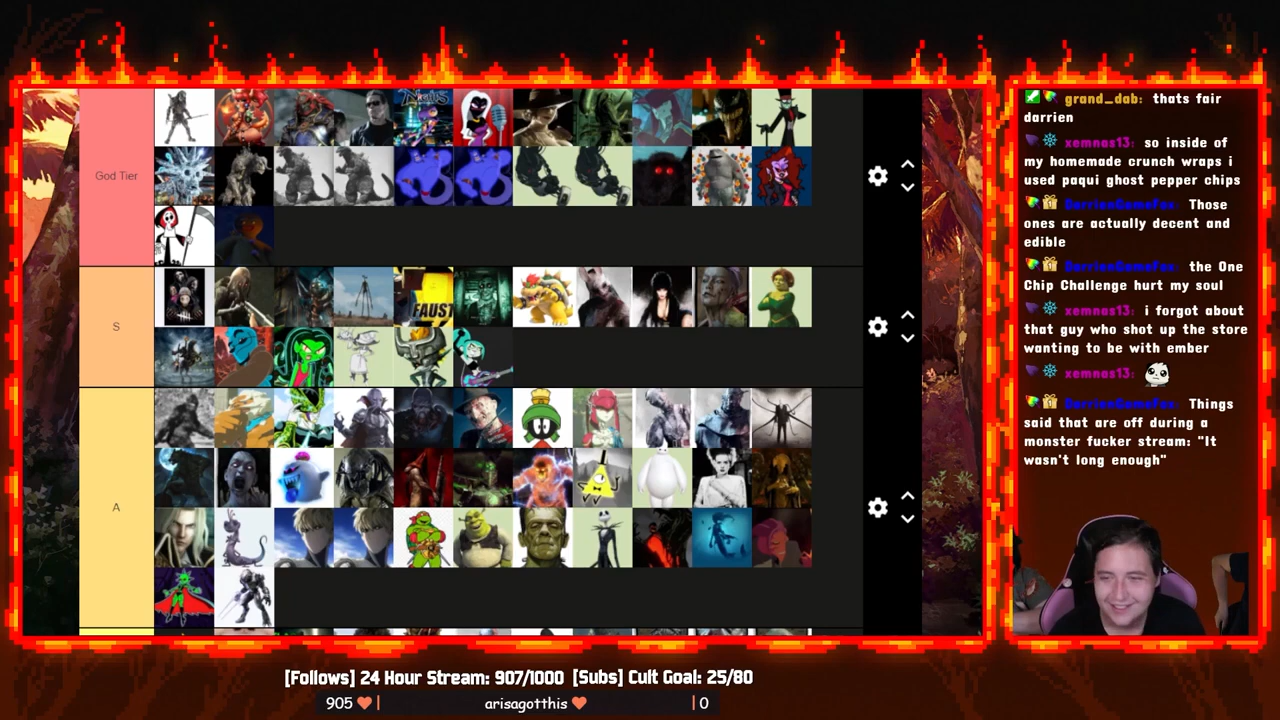 God Tier
S
FAUST
A
grand_dab: thats fair
darrien
xemnas13: so inside of
my homemade crunch wraps i
used paqui ghost pepper chips
DarrienGameFox: Those
ones are actually decent and
edible
DarrienGameFox: the One
Chip Challenge hurt my soul
xemnas13: i forgot about
that guy who shot up the store
wanting to be with ember
xemnas13:
DarrienGameFox: Things
said that are off during a
monster fucker stream: "It
wasn't long enough"
[Follows] 24 Hour Stream: 907/1000 [Subs] Cult Goal: 25/80
905 | arisagotthis | 0